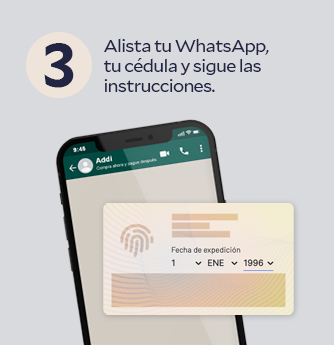 3
Alista tu WhatsApp,
tu cédula y sigue las
instrucciones.
9:45
Addi
Compra ahora y pague después
Fecha de expedición
1 ENE 1996